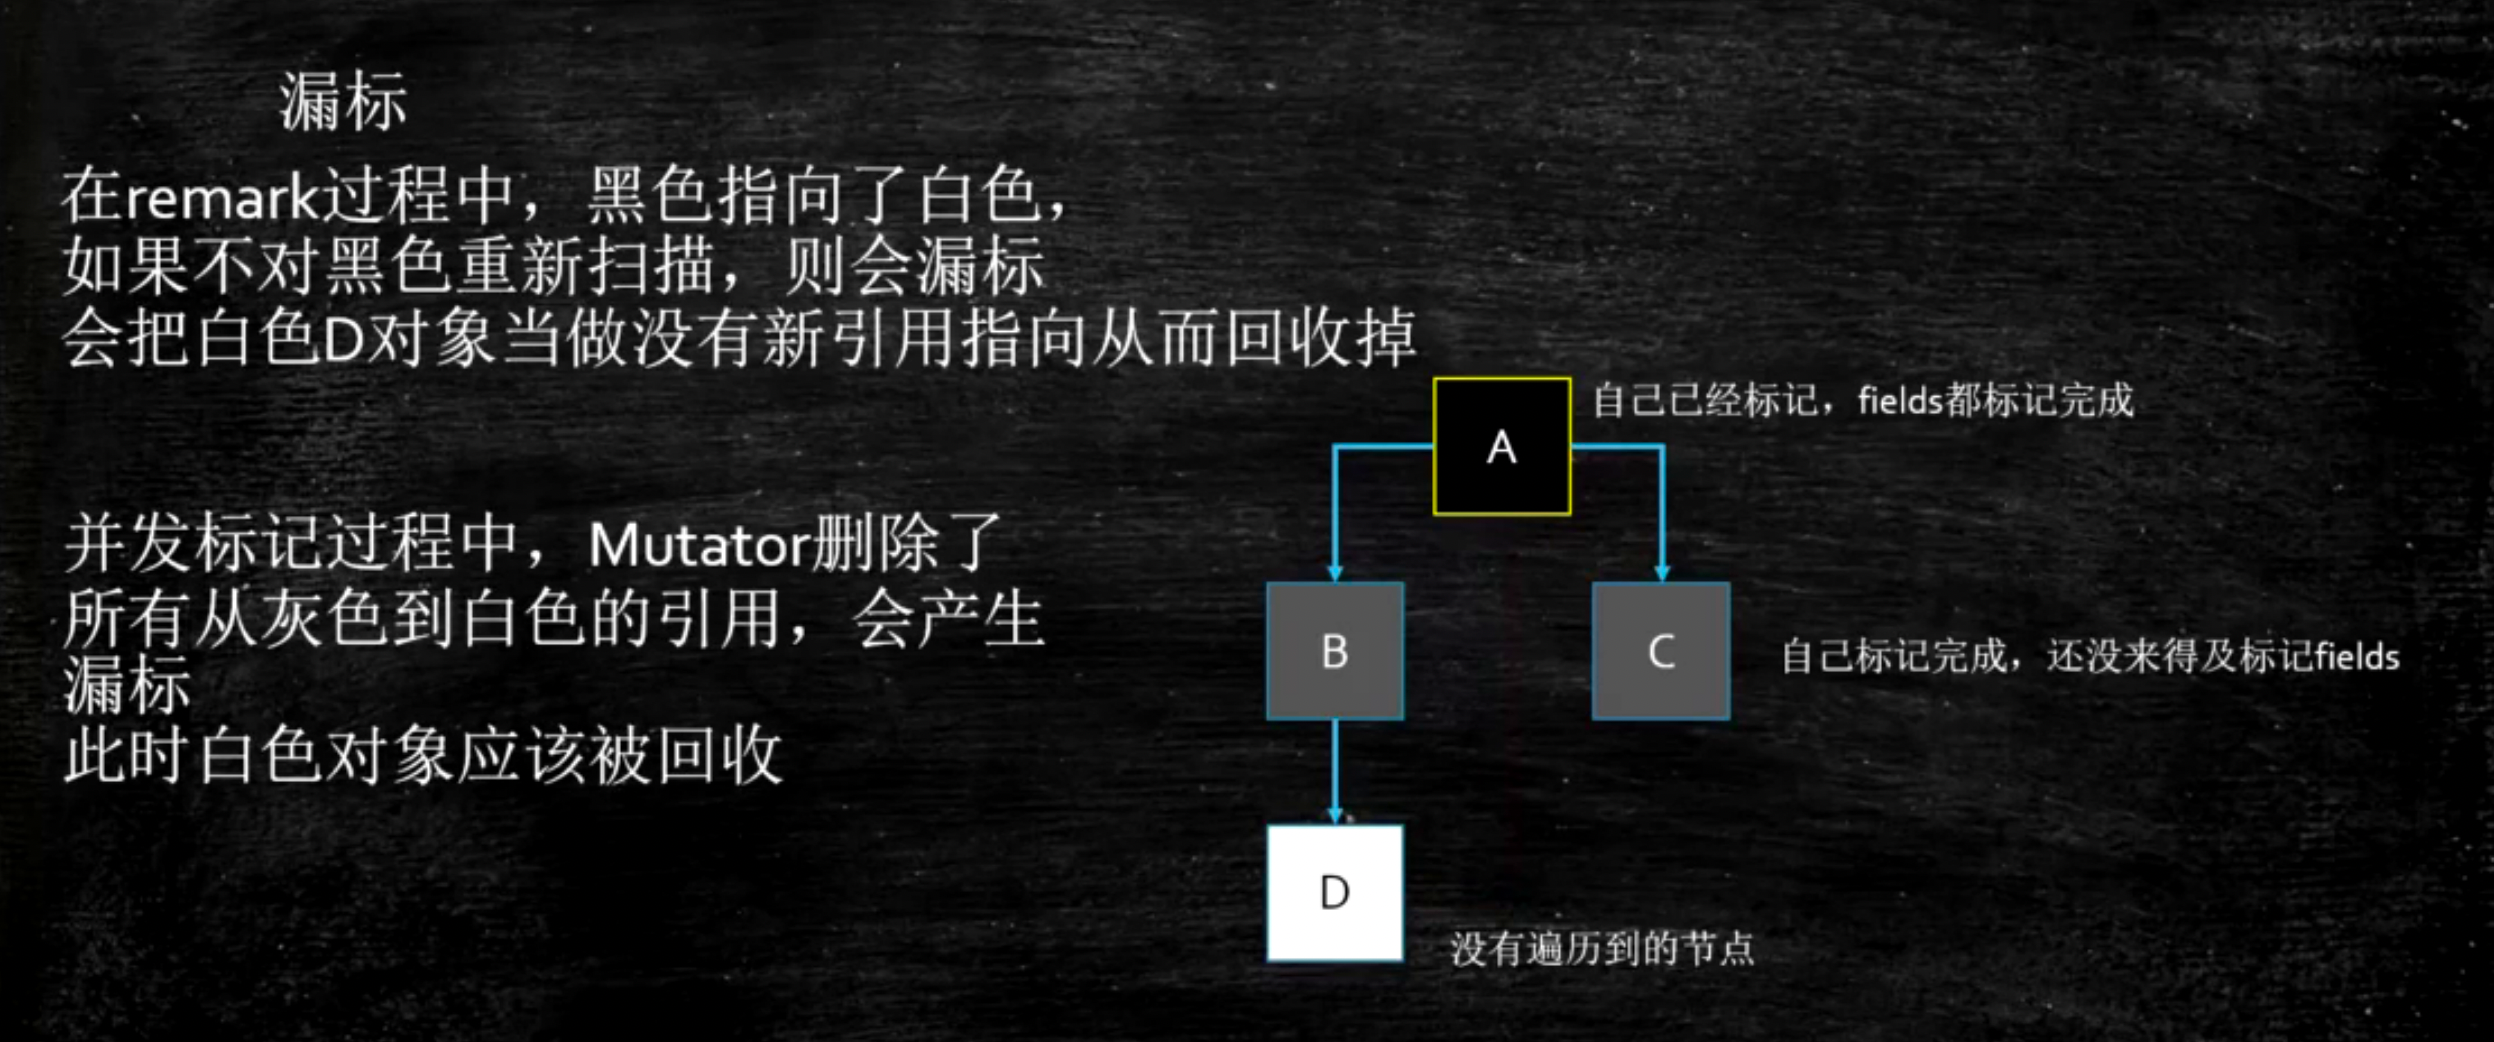 漏标
在remark过程中，黑色指向了白色，
如果不对黑色重新扫描，则会漏标
会把白色D对象当做没有新引用指向从而回收掉
并发标记过程中，Mutator删除了
所有从灰色到白色的引用，会产生
漏标
此时白色对象应该被回收
A
自己已经标记，fields都标记完成
B
C
自己标记完成，还没来得及标记fields
D
没有遍历到的节点